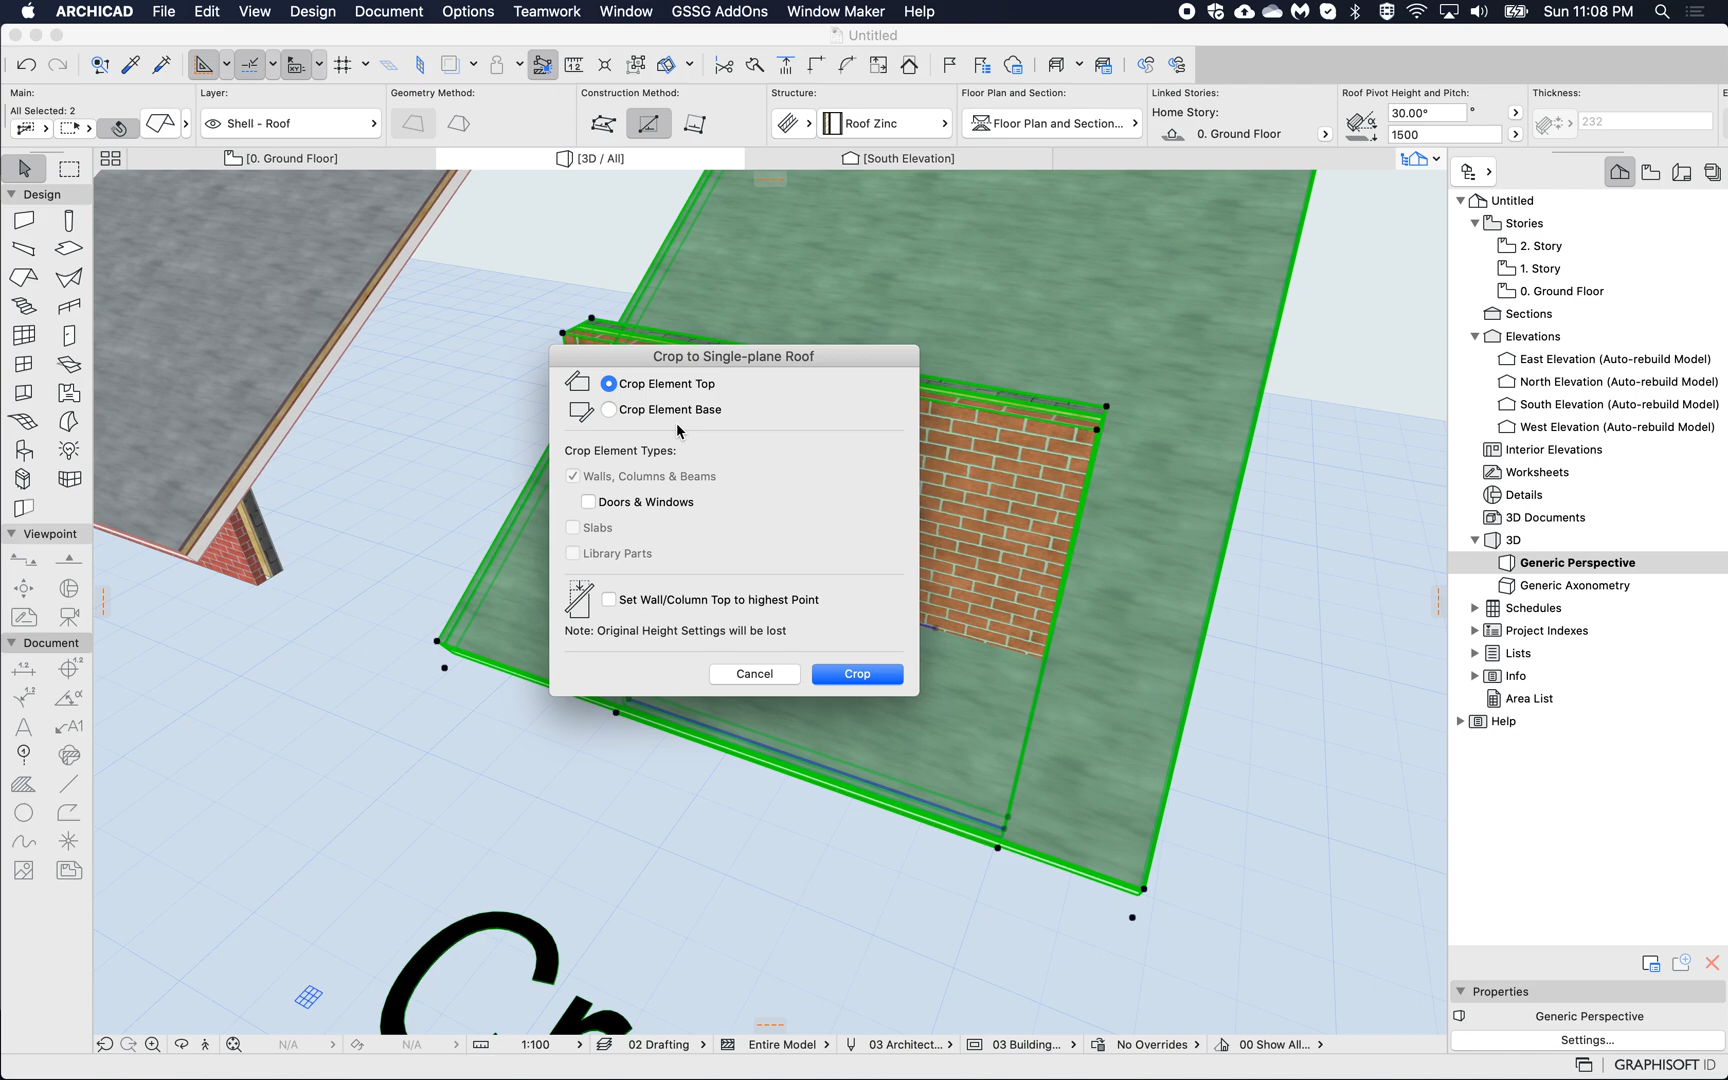 ARCHICAD File Edit View Design Document Options Teamwork Window GSSG AddOns Window Maker Help
Sun 11:08 PM
Untitled
Main:
Layer:
Geometry Method:
Construction Method:
Structure:
Floor Plan and Section:
Linked Stories:
Roof Pivot Height and Pitch:
Thickness:
All Selected: 2
Home Story:
30.00°
°
Shell - Roof
Roof Zinc
Floor Plan and Section...
0. Ground Floor
1500
232
[0. Ground Floor]
[3D / All]
[South Elevation]
Design
Viewpoint
Document
A1
1.2
A
Crop to Single-plane Roof
Crop Element Top
Crop Element Base
Crop Element Types:
Walls, Columns & Beams
Doors & Windows
Slabs
Library Parts
Set Wall/Column Top to highest Point
Note: Original Height Settings will be lost
Cancel
Crop
Cr
Untitled
Stories
2. Story
1. Story
0. Ground Floor
Sections
Elevations
East Elevation (Auto-rebuild Model)
North Elevation (Auto-rebuild Model)
South Elevation (Auto-rebuild Model)
West Elevation (Auto-rebuild Model)
Interior Elevations
Worksheets
Details
3D Documents
3D
Generic Perspective
Generic Axonometry
Schedules
Project Indexes
Lists
Info
Area List
Help
Properties
Generic Perspective
Settings...
N/A
N/A
1:100
02 Drafting
Entire Model
03 Architect...
03 Building...
No Overrides
00 Show All...
GRAPHISOFT ID